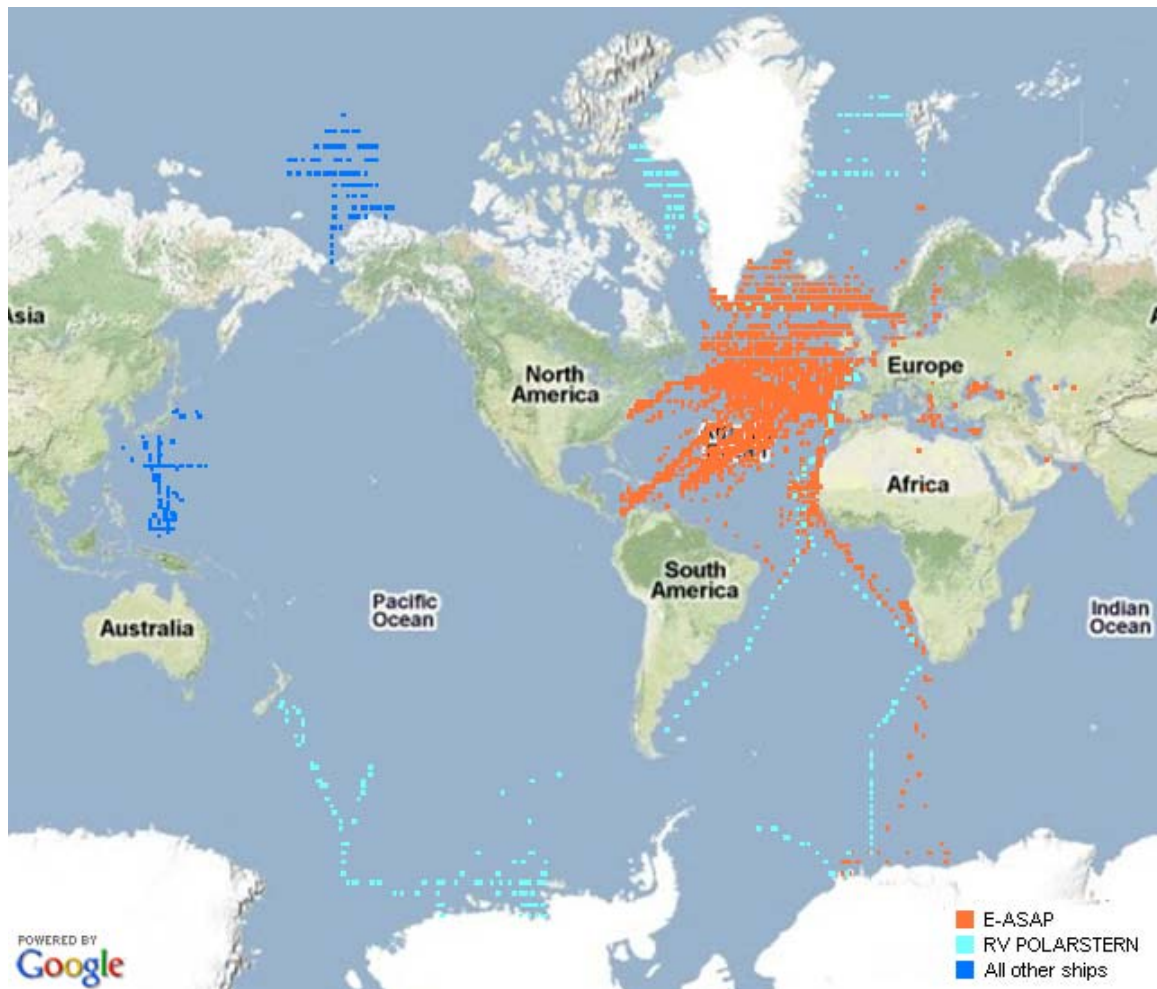 Asia
North
America
Europe
Africa
South
America
Pacific
Ocean
Australia
Indian
Ocean
E-ASAP
RV POLARSTERN
All other ships
POWERED BY
Google